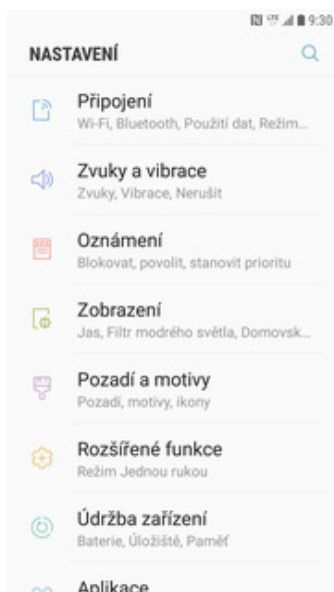 LTE 9:30
NASTAVENÍ
Připojení
Wi-Fi, Bluetooth, Použití dat, Režim...
Zvuky a vibrace
Zvuky, Vibrace, Nerušit
Oznámení
Blokovat, povolit, stanovit prioritu
Zobrazení
Jas, Filtr modrého světla, Domovsk...
Pozadí a motivy
Pozadí, motivy, ikony
Rozšířené funkce
Režim Jednou rukou
Údržba zařízení
Baterie, Úložiště, Paměť
Aplikace